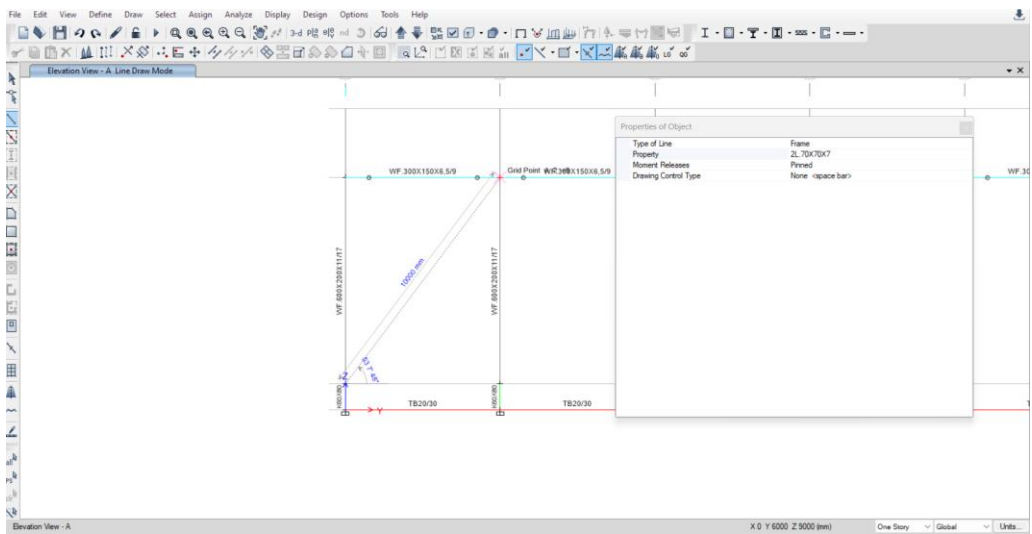 File Edit View Define Draw Select Assign Analyze Display Design Options Tools Help
Elevation View - A Line Draw Mode
Properties of Object
Type of Line Frame
Property 2L.70X70X7
Moment Releases Pinned
Drawing Control Type None <space bar>
WF.300X150X6,5/9
Grid Point
WF.30
10000 mm
WF.600X200X11/17
WF.600X200X11/17
TB20/30
TB20/30
Y
Elevation View - A
X 0 Y 6000 Z 9000 (mm)
One Story
Global
Units...